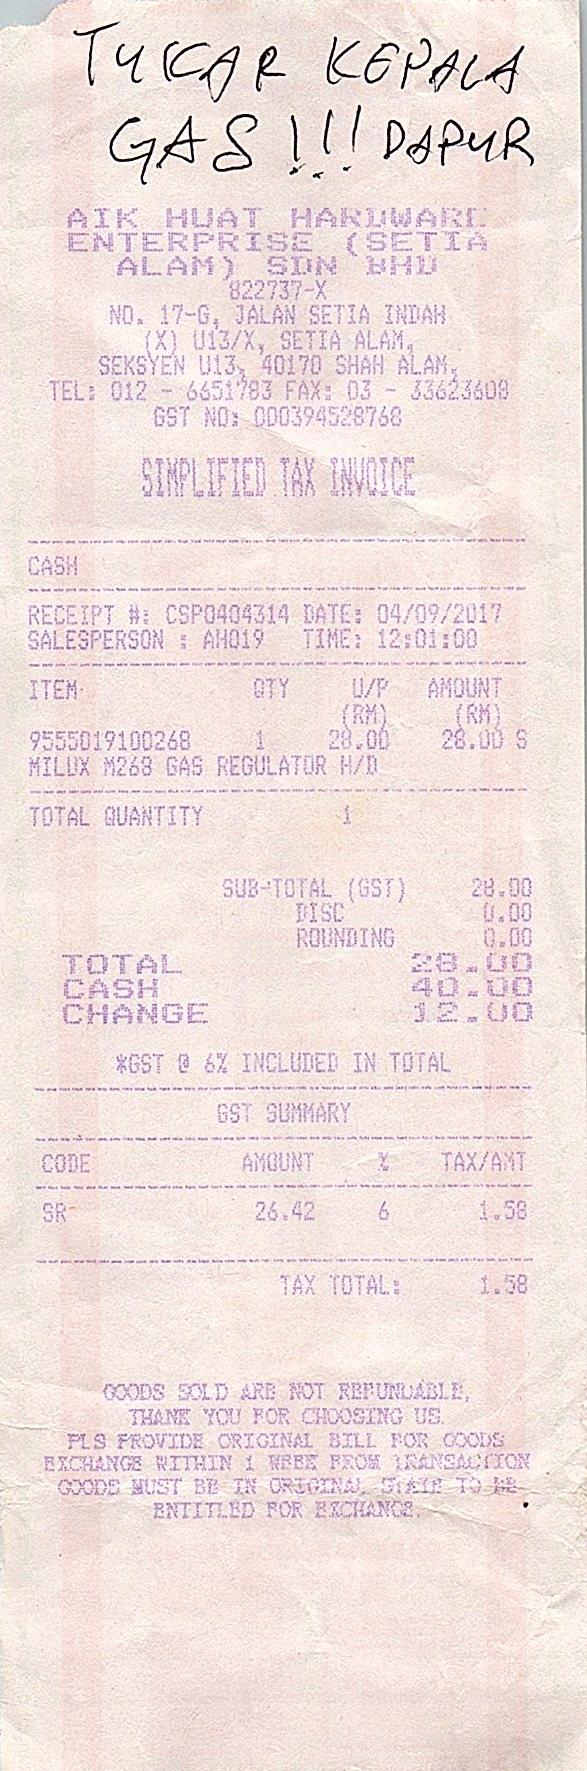 TUKAR KEPALA
GAS!!! DAPUR
AIK HUAT HARDWARE
ENTERPRISE (SETIA
ALAM) SDN BHD
822737-X
NO. 17-G, JALAN SETIA INDAH
(X) U13/X, SETIA ALAM,
SEKSYEN U13, 40170 SHAH ALAM,
TEL: 012 - 6651783 FAX: 03 - 33623608
GST NO: 000394528768
SIMPLIFIED TAX INVOICE
CASH
RECEIPT #: CSP0404314 DATE: 04/09/2017
SALESPERSON : AH019 TIME: 12:01:00
ITEM QTY U/P AMOUNT
(RM) (RM)
9555019100268 1 28.00 28.00 S
MILUX M268 GAS REGULATOR H/D
TOTAL QUANTITY 1
SUB-TOTAL (GST) 28.00
DISC 0.00
ROUNDING 0.00
TOTAL 28.00
CASH 40.00
CHANGE 12.00
*GST @ 6% INCLUDED IN TOTAL
GST SUMMARY
CODE AMOUNT % TAX/AMT
SR 26.42 6 1.58
TAX TOTAL: 1.58
GOODS SOLD ARE NOT REFUNDABLE,
THANK YOU FOR CHOOSING US.
PLS PROVIDE ORIGINAL BILL FOR GOODS
EXCHANGE WITHIN 1 WEEK FROM TRANSACTION
GOODS MUST BE IN ORIGINAL STATE TO BE
ENTITLED FOR EXCHANGE.